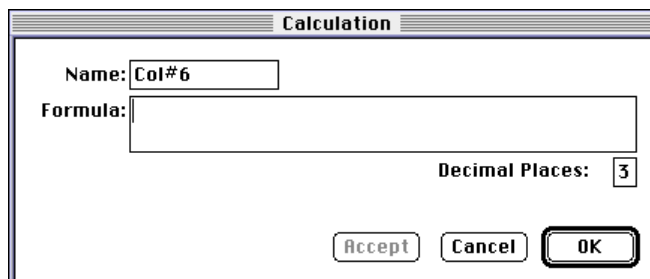 Calculation
Name: Col#6
Formula:
Decimal Places: 3
Accept Cancel OK